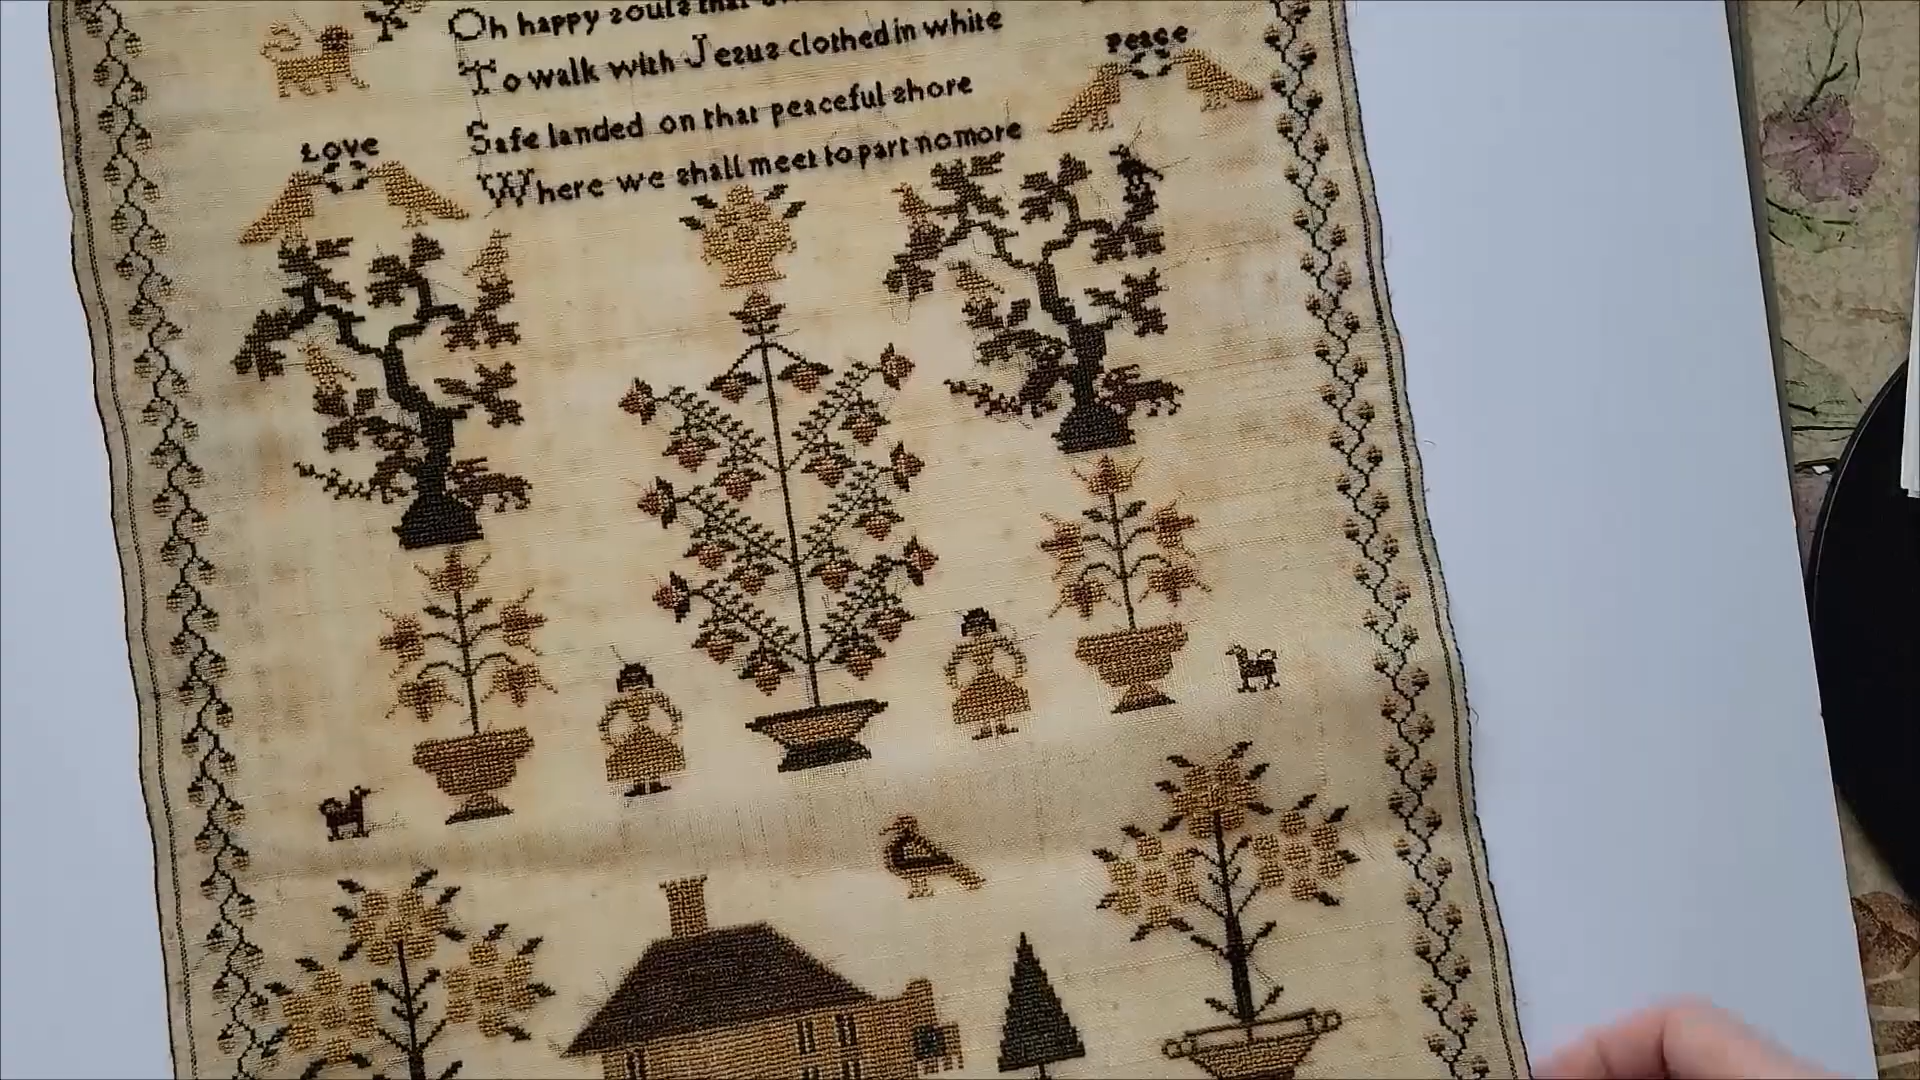 Oh happy souls that
To walk with Jesus clothed in white
Peace
Safe landed on that peaceful shore
Love
Where we shall meet to part no more